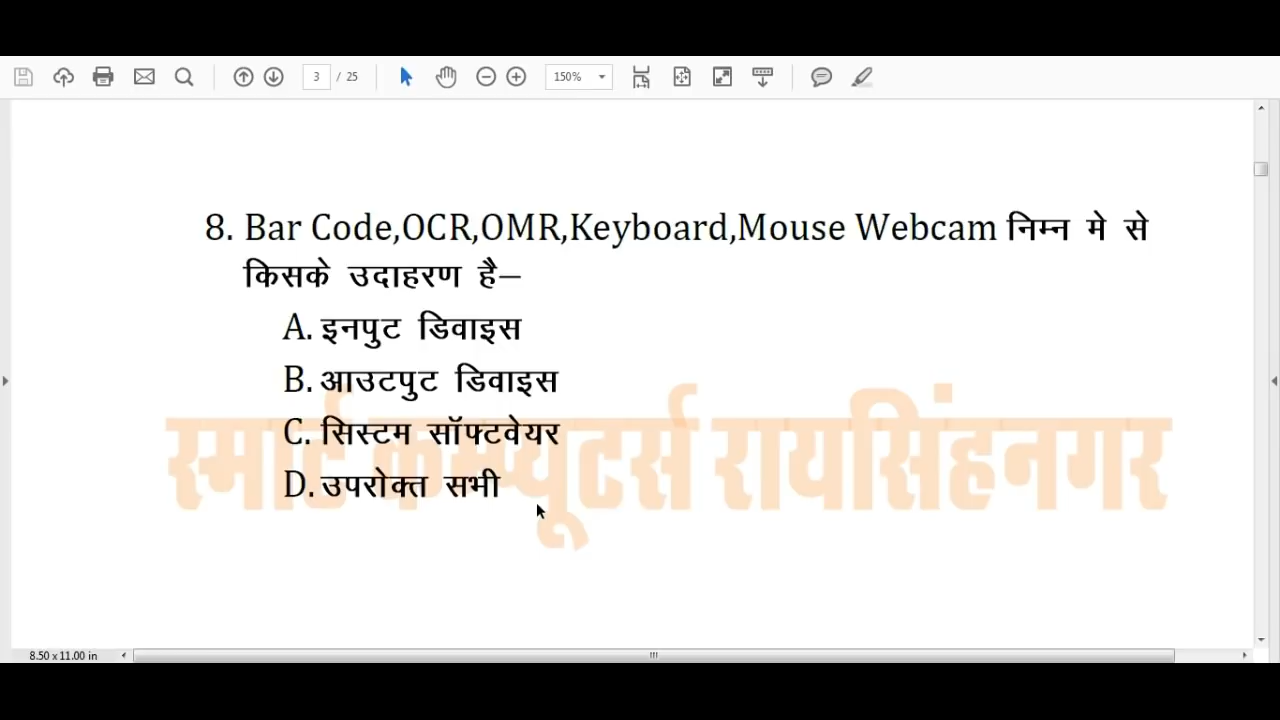 3 / 25
150%
8. Bar Code,OCR,OMR,Keyboard,Mouse Webcam निम्न मे से
किसके उदाहरण है–
A. इनपुट डिवाइस
B. आउटपुट डिवाइस
C. सिस्टम सॉफ्टवेयर
D. उपरोक्त सभी
स्मार्ट कम्प्यूटर्स रायसिंहनगर
8.50 x 11.00 in